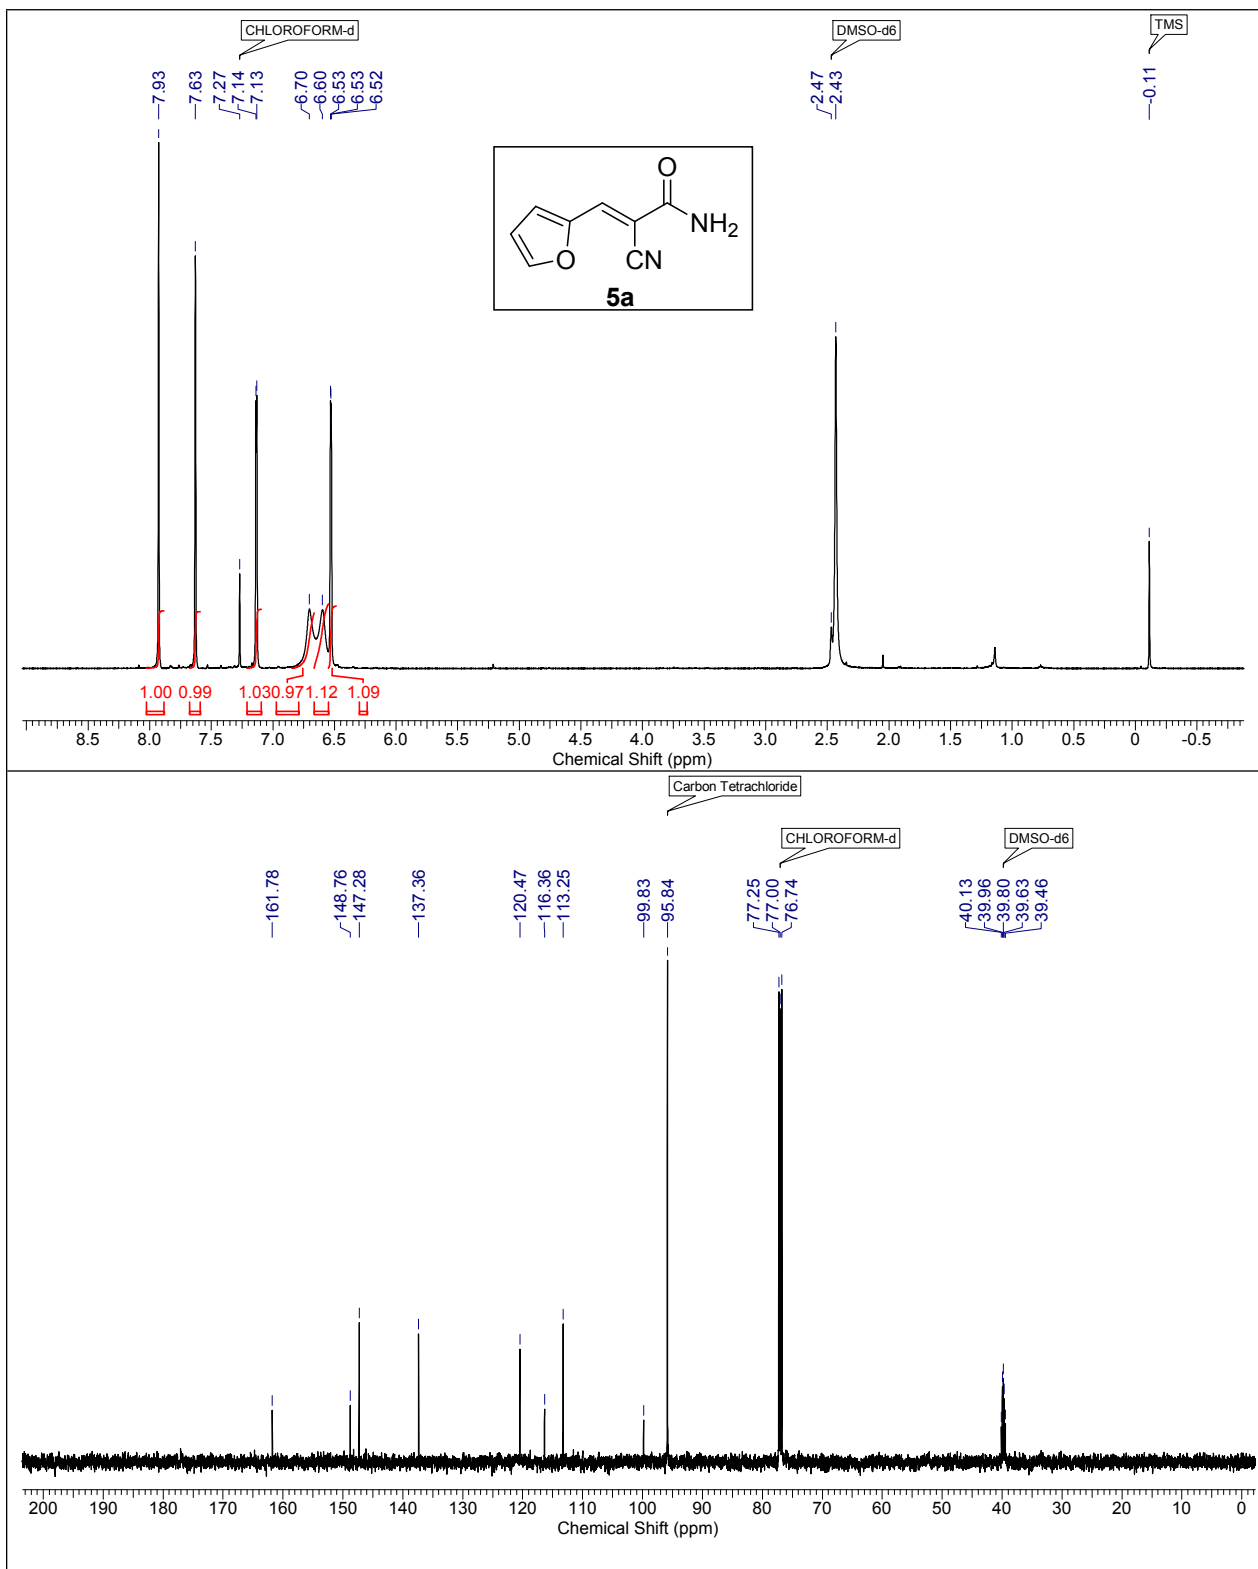 CHLOROFORM-d DMSO-d6 TMS
7.93 7.63 7.27 7.14 7.13 6.70 6.60 6.53 6.53 6.52 2.47 2.43 -0.11
O
NH2
O CN
5a
1.00 0.99 1.03 0.97 1.12 1.09
8.5 8.0 7.5 7.0 6.5 6.0 5.5 5.0 4.5 4.0 3.5 3.0 2.5 2.0 1.5 1.0 0.5 0 -0.5
Chemical Shift (ppm)
Carbon Tetrachloride
CHLOROFORM-d DMSO-d6
161.78 148.76 147.28 137.36 120.47 116.36 113.25 99.83 95.84 77.25 77.00 76.74 40.13 39.96 39.80 39.63 39.46
200 190 180 170 160 150 140 130 120 110 100 90 80 70 60 50 40 30 20 10 0
Chemical Shift (ppm)